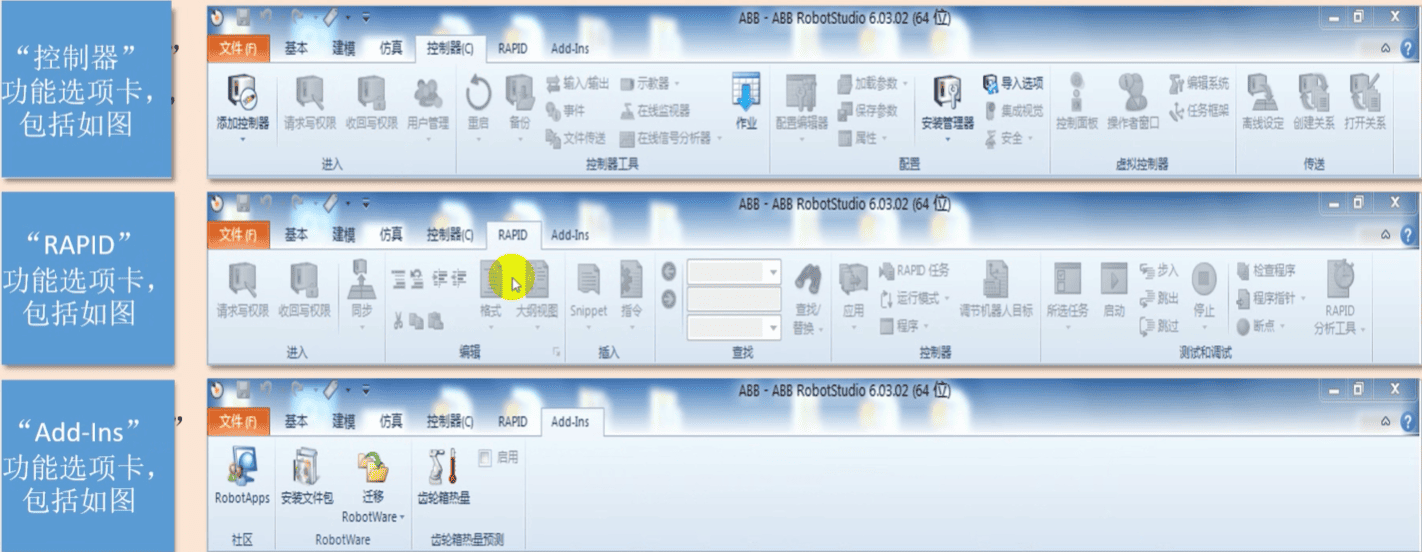 “控制器”
功能选项卡，
包括如图
ABB - ABB RobotStudio 6.03.02 (64 位)
文件(F) 基本 建模 仿真 控制器(C) RAPID Add-Ins
添加控制器 请求写权限 收回写权限 用户管理 重启 备份 输入/输出 示教器 作业 配置编辑器 加载参数 安装管理器 导入选项 控制面板 操作者窗口 编辑系统 离线设定 创建关系 打开关系
事件 在线监视器 保存参数 集成视觉 任务框架
文件传送 在线信号分析器 属性 安全
进入 控制器工具 配置 虚拟控制器 传送
“RAPID”
功能选项卡，
包括如图
ABB - ABB RobotStudio 6.03.02 (64 位)
文件(F) 基本 建模 仿真 控制器(C) RAPID Add-Ins
请求写权限 收回写权限 同步 格式 大纲视图 Snippet 指令 查找/替换 应用 RAPID 任务 调节机器人目标 所选任务 启动 步入 停止 检查程序 RAPID
运行模式 跳出 程序指针 分析工具
程序 跳过 断点
进入 编辑 插入 查找 控制器 测试和调试
“Add-Ins”
功能选项卡，
包括如图
ABB - ABB RobotStudio 6.03.02 (64 位)
文件(F) 基本 建模 仿真 控制器(C) RAPID Add-Ins
RobotApps 安装文件包 迁移 齿轮箱热量 启用
RobotWare
社区 RobotWare 齿轮箱热量预测